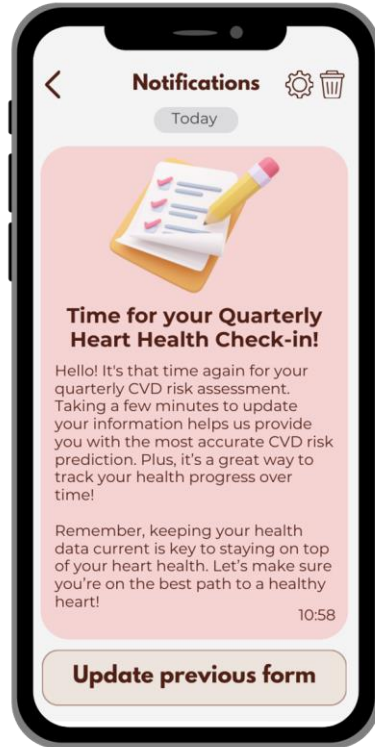 Notifications
Today
Time for your Quarterly
Heart Health Check-in!
Hello! It's that time again for your
quarterly CVD risk assessment.
Taking a few minutes to update
your information helps us provide
you with the most accurate CVD risk
prediction. Plus, it's a great way to
track your health progress over
time!
Remember, keeping your health
data current is key to staying on top
of your heart health. Let's make sure
you're on the best path to a healthy
heart!
10:58
Update previous form